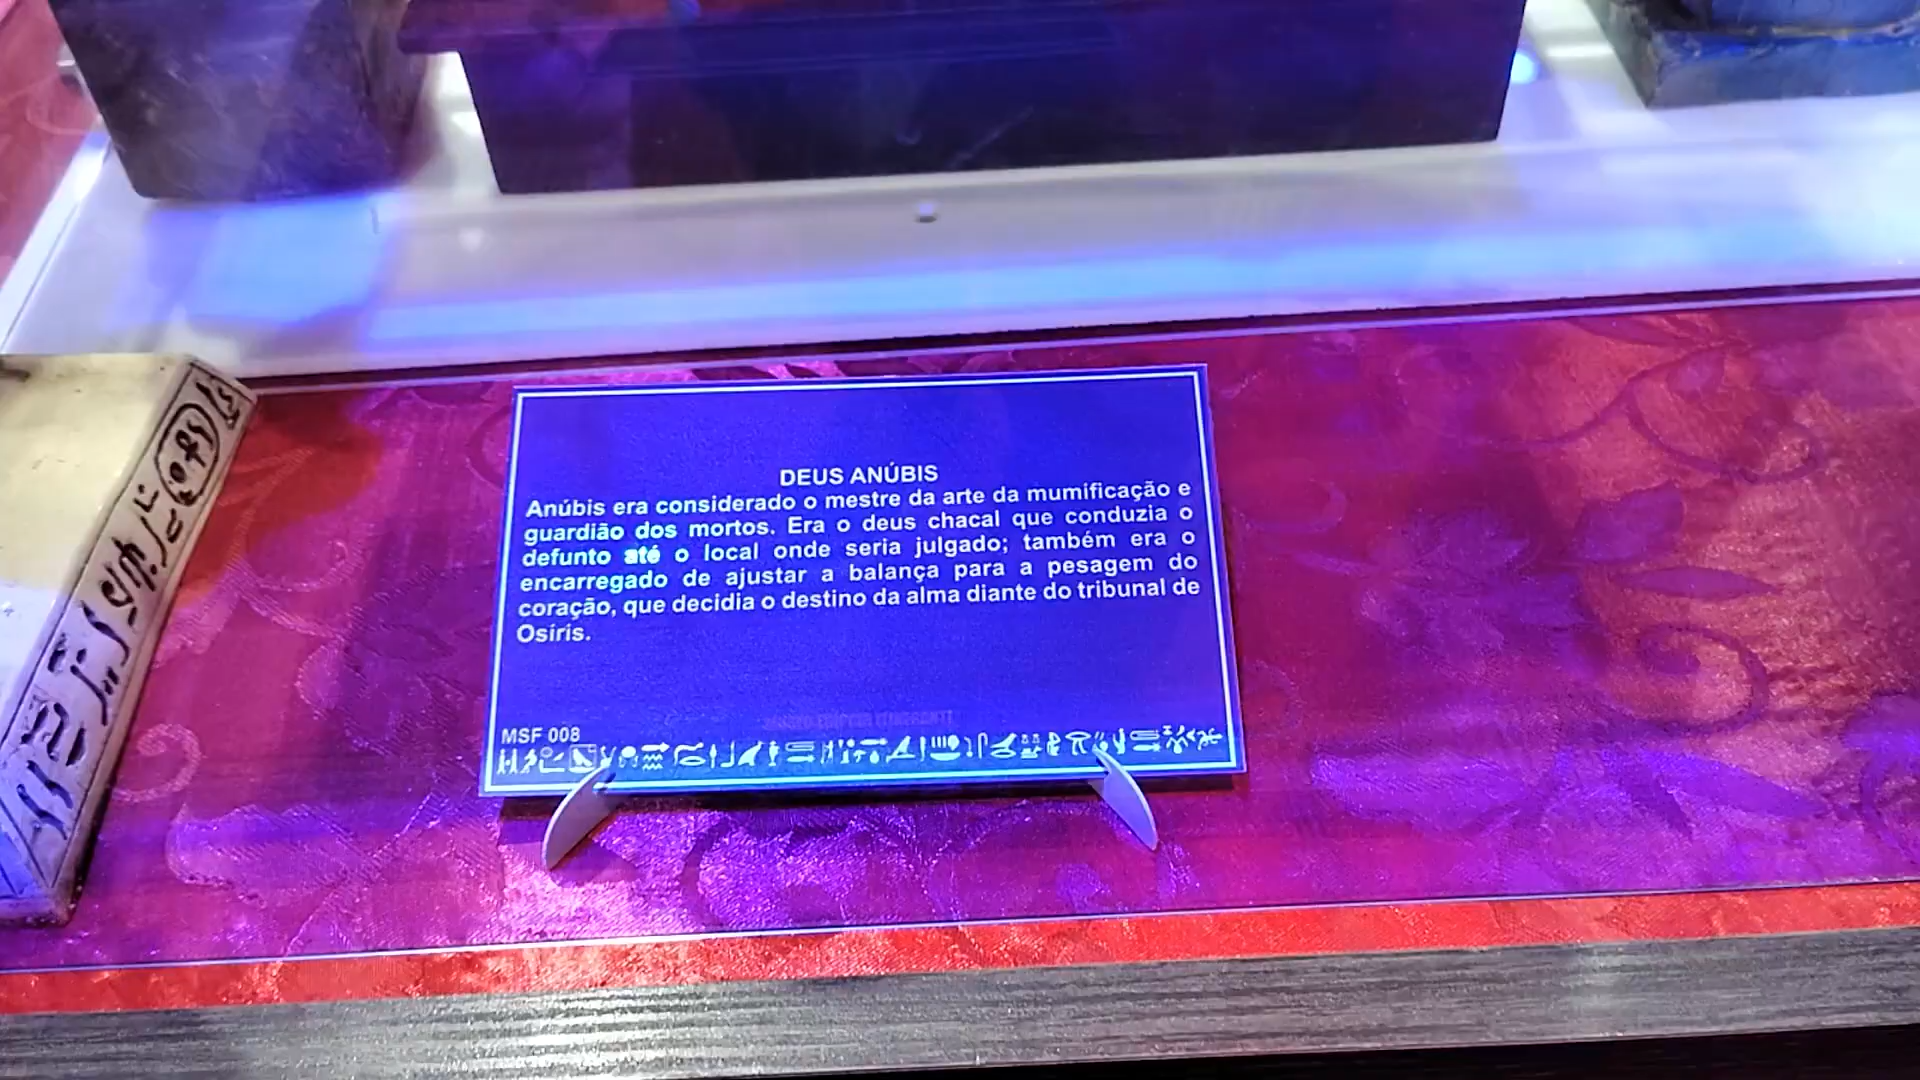 DEUS ANÚBIS
Anúbis era considerado o mestre da arte da mumificação e
guardião dos mortos. Era o deus chacal que conduzia o
defunto até o local onde seria julgado; também era o
encarregado de ajustar a balança para a pesagem do
coração, que decidia o destino da alma diante do tribunal de
Osíris.
MSF 008